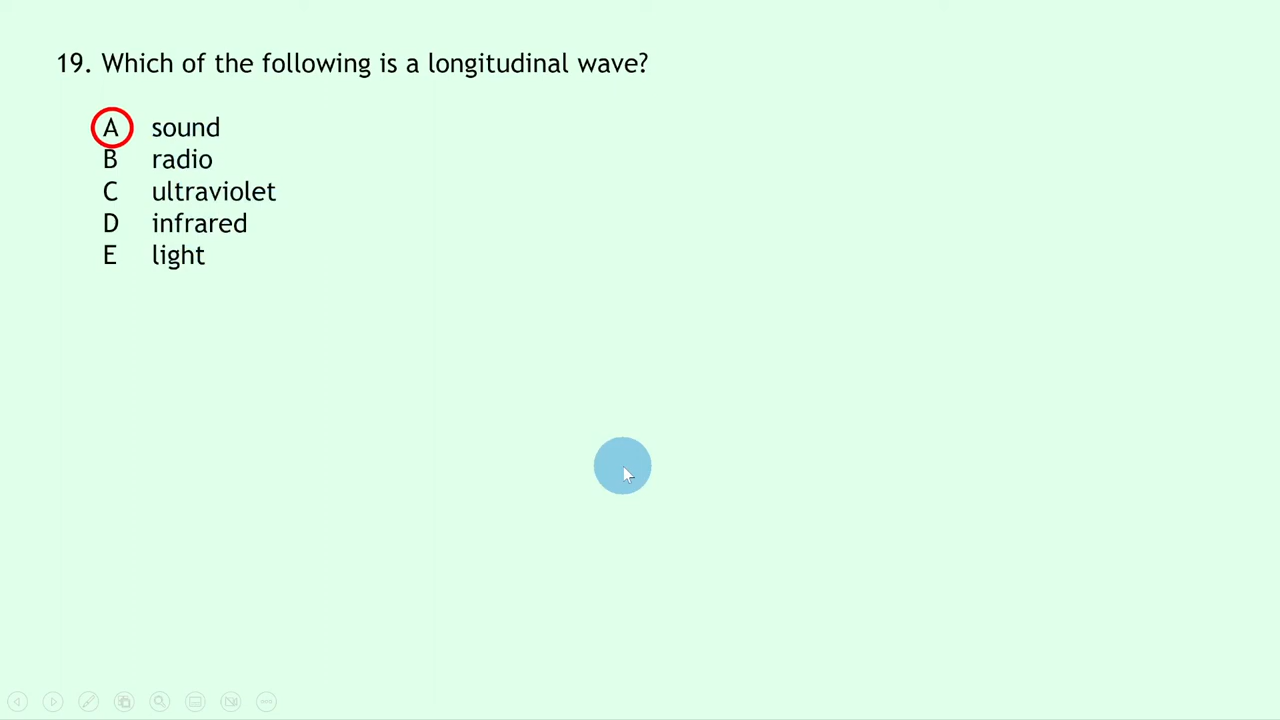 19. Which of the following is a longitudinal wave?
A sound
B radio
C ultraviolet
D infrared
E light